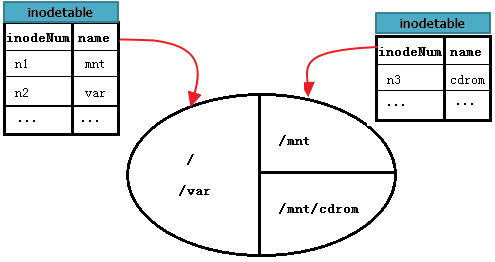 inodetable
inodeNum name
n1 mnt
n2 var
... ...
inodetable
inodeNum name
n3 cdrom
... ...
/
/var
/mnt
/mnt/cdrom